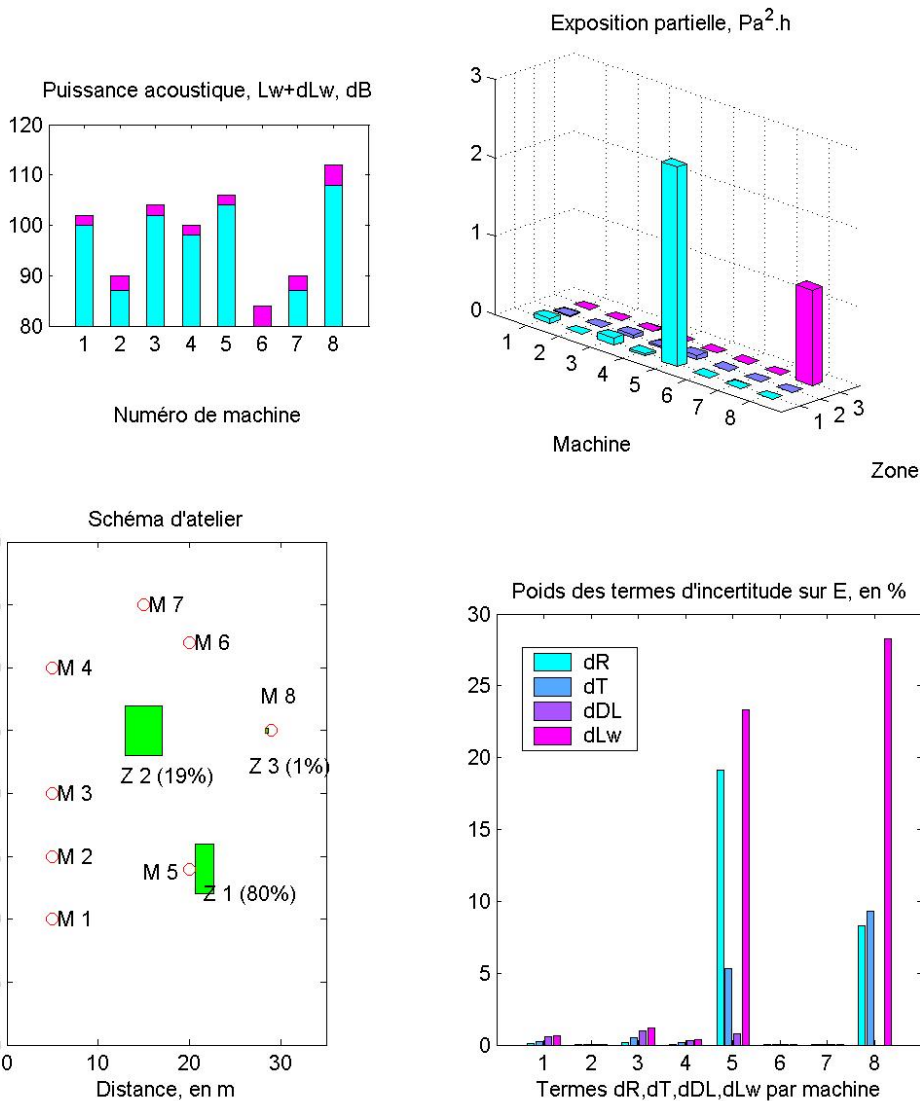 Puissance acoustique, Lw+dLw, dB
120
110
100
90
80
1 2 3 4 5 6 7 8
Numéro de machine
Exposition partielle, Pa².h
3
2
1
0
1 2 3 4 5 6 7 8
Machine
1 2 3
Zone
Schéma d'atelier
M 7
M 6
M 4
M 8
Z 3 (1%)
Z 2 (19%)
M 3
M 2
M 5
Z 1 (80%)
M 1
0 10 20 30
Distance, en m
Poids des termes d'incertitude sur E, en %
30
25
20
15
10
5
0
dR
dT
dDL
dLw
1 2 3 4 5 6 7 8
Termes dR,dT,dDL,dLw par machine